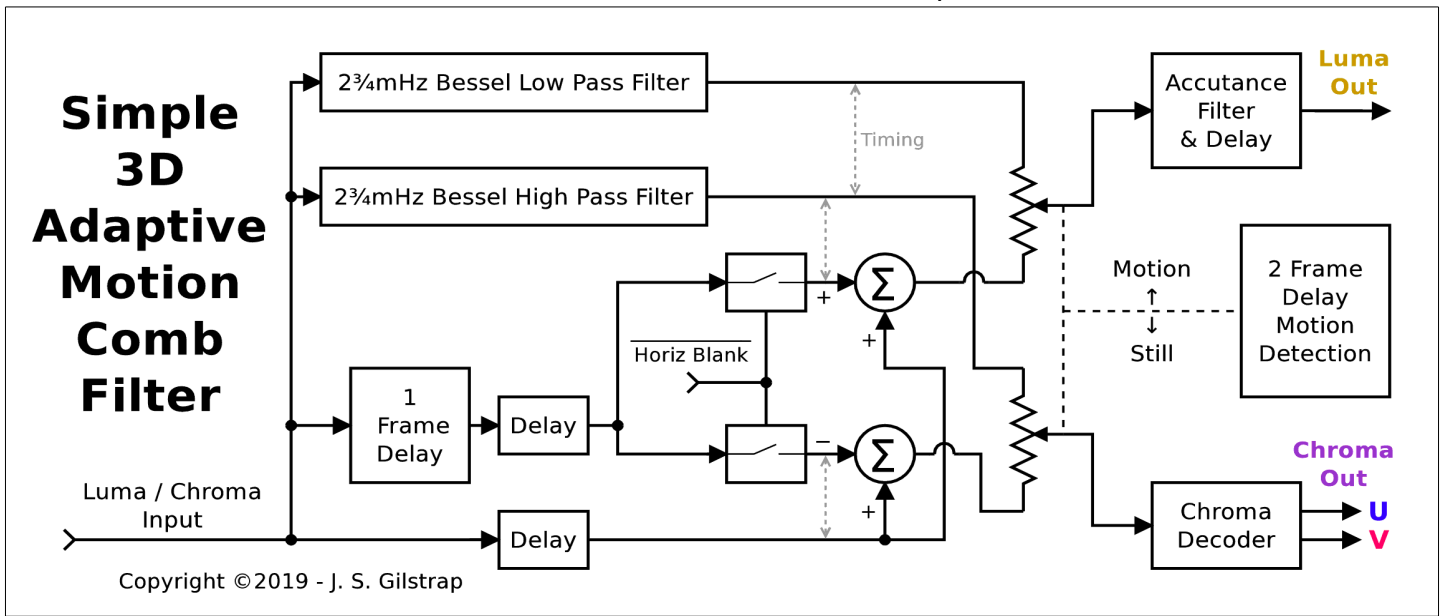 Simple
3D
Adaptive
Motion
Comb
Filter
2¾mHz Bessel Low Pass Filter
Timing
2¾mHz Bessel High Pass Filter
Accutance
Filter
& Delay
Luma
Out
+
Σ
+
Horiz Blank
Motion
↑
↓
Still
2 Frame
Delay
Motion
Detection
1
Frame
Delay
Delay
−
Σ
+
Luma / Chroma
Input
Delay
Chroma
Out
Chroma
Decoder
U
V
Copyright ©2019 - J. S. Gilstrap